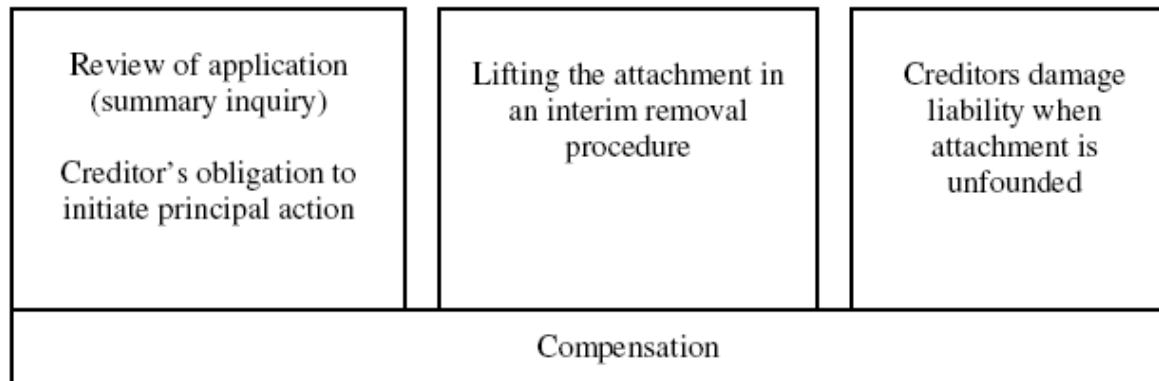 Review of application
(summary inquiry)
Creditor's obligation to
initiate principal action
Lifting the attachment in
an interim removal
procedure
Creditors damage
liability when
attachment is
unfounded
Compensation